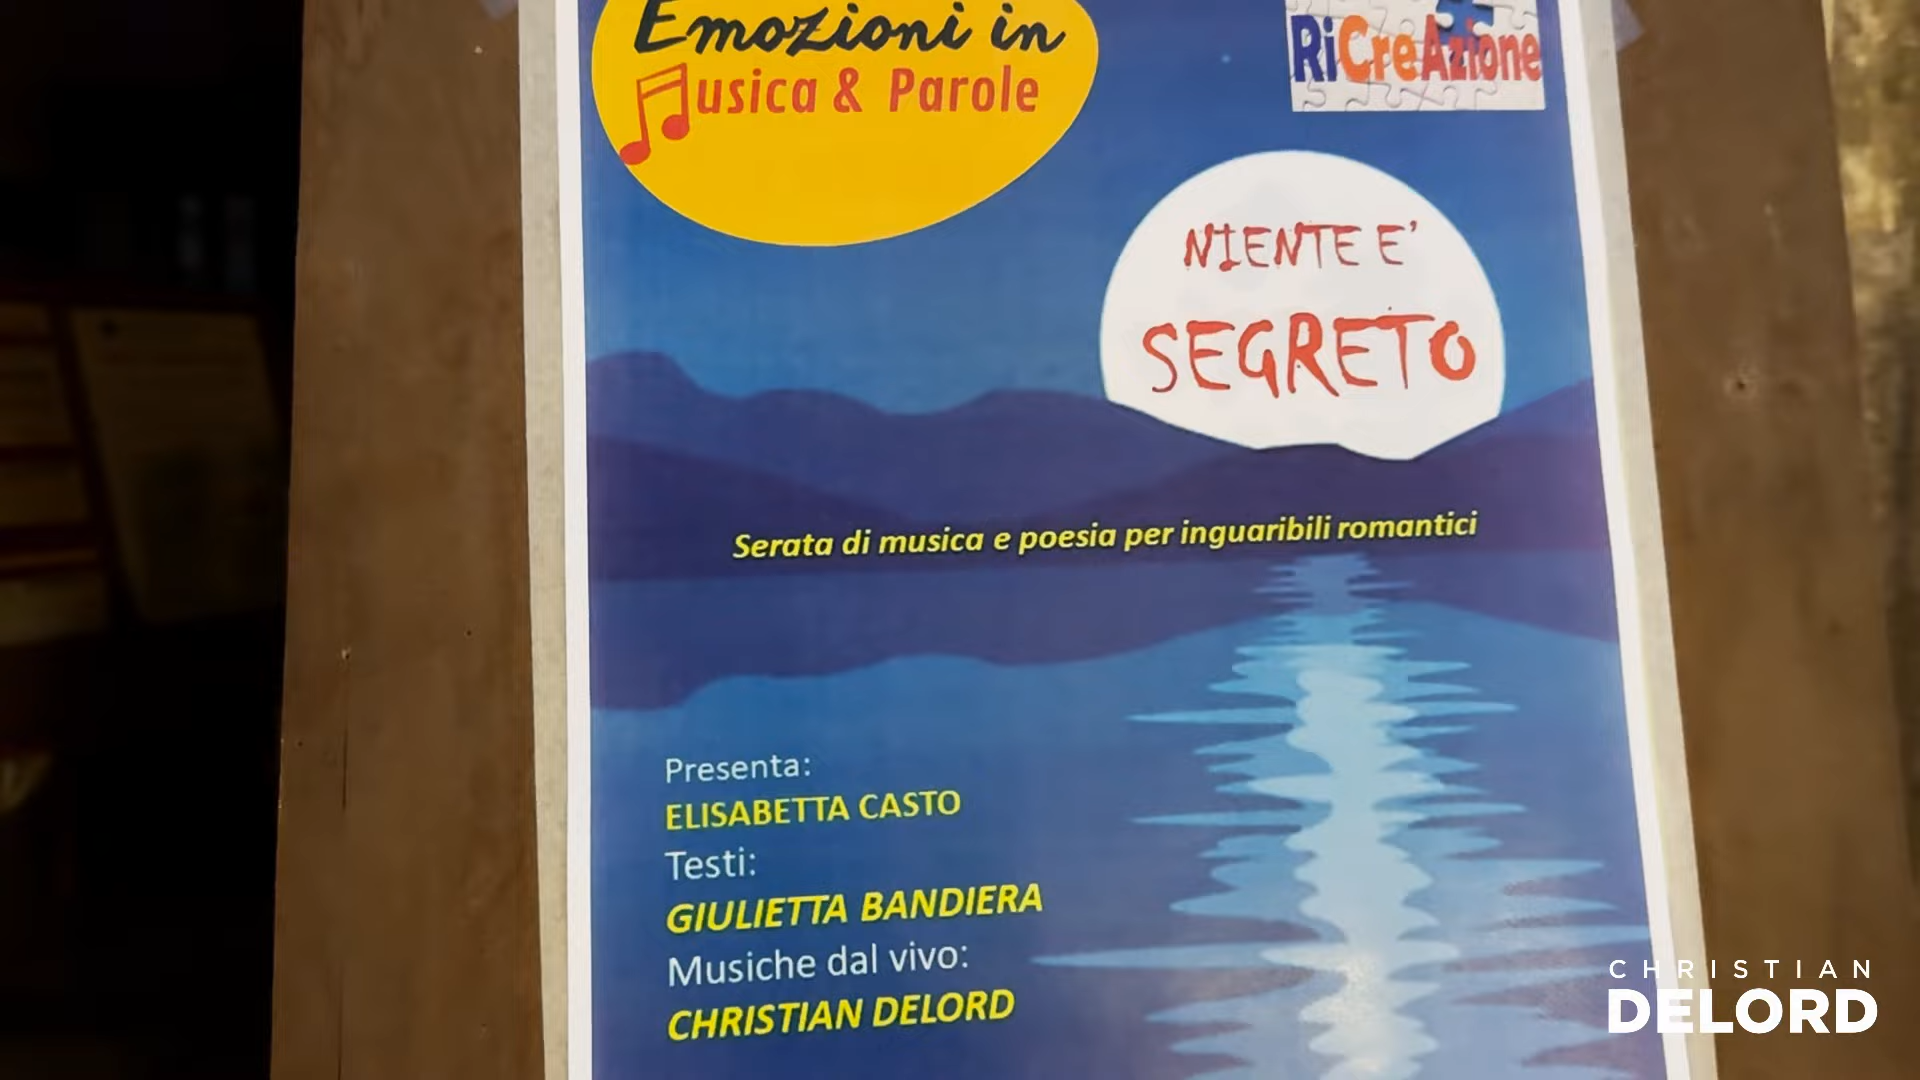 Emozioni in
Musica & Parole
RiCreAzione
NIENTE E'
SEGRETO
Serata di musica e poesia per inguaribili romantici
Presenta:
ELISABETTA CASTO
Testi:
GIULIETTA BANDIERA
Musiche dal vivo:
CHRISTIAN DELORD
CHRISTIAN
DELORD